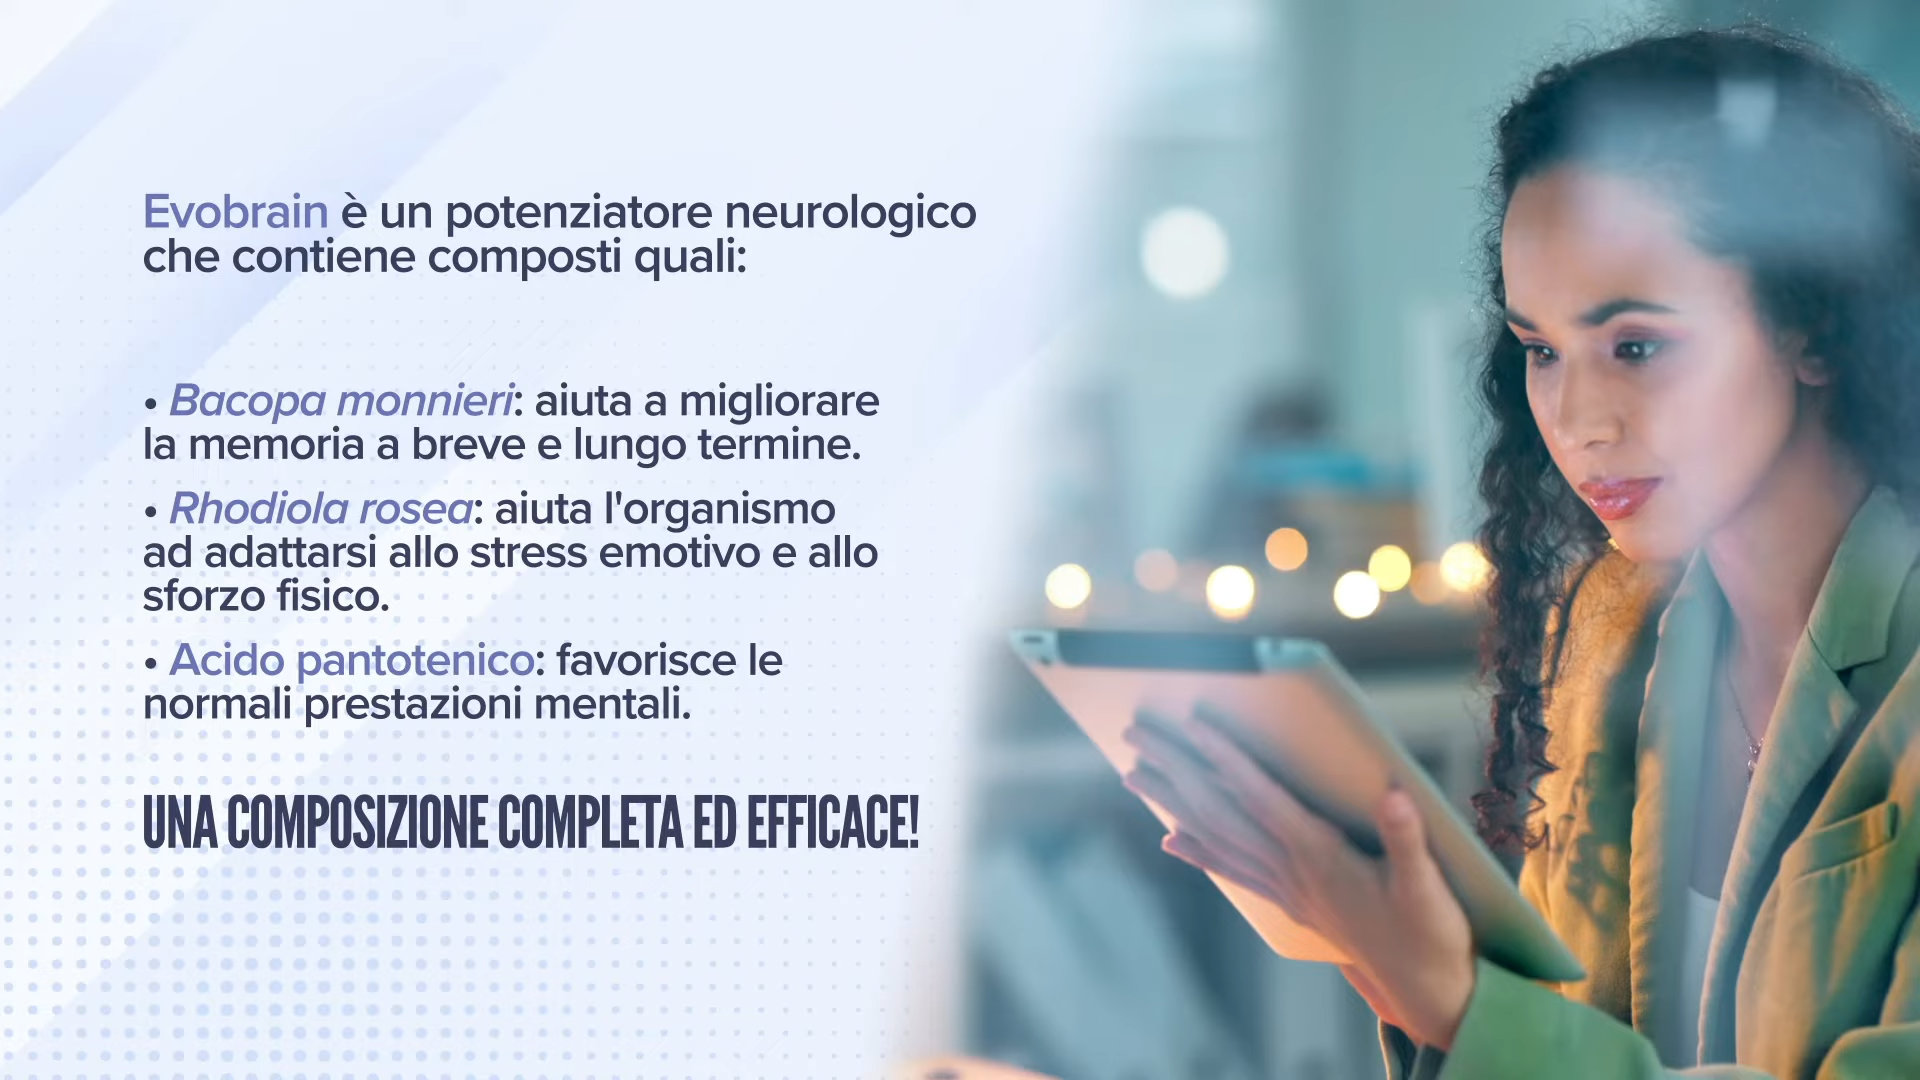 Evobrain è un potenziatore neurologico
che contiene composti quali:
• Bacopa monnieri: aiuta a migliorare
la memoria a breve e lungo termine.
• Rhodiola rosea: aiuta l'organismo
ad adattarsi allo stress emotivo e allo
sforzo fisico.
• Acido pantotenico: favorisce le
normali prestazioni mentali.
UNA COMPOSIZIONE COMPLETA ED EFFICACE!